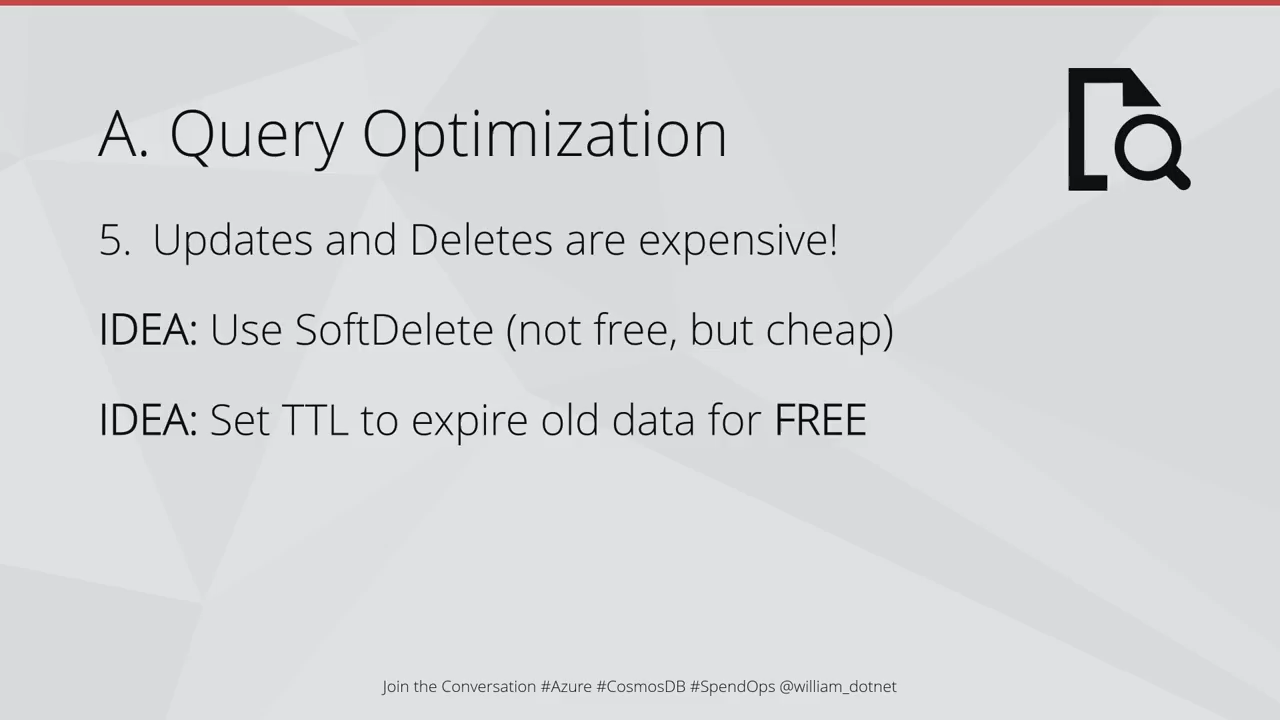 A. Query Optimization
5. Updates and Deletes are expensive!
IDEA: Use SoftDelete (not free, but cheap)
IDEA: Set TTL to expire old data for FREE
Join the Conversation #Azure #CosmosDB #SpendOps @william_dotnet